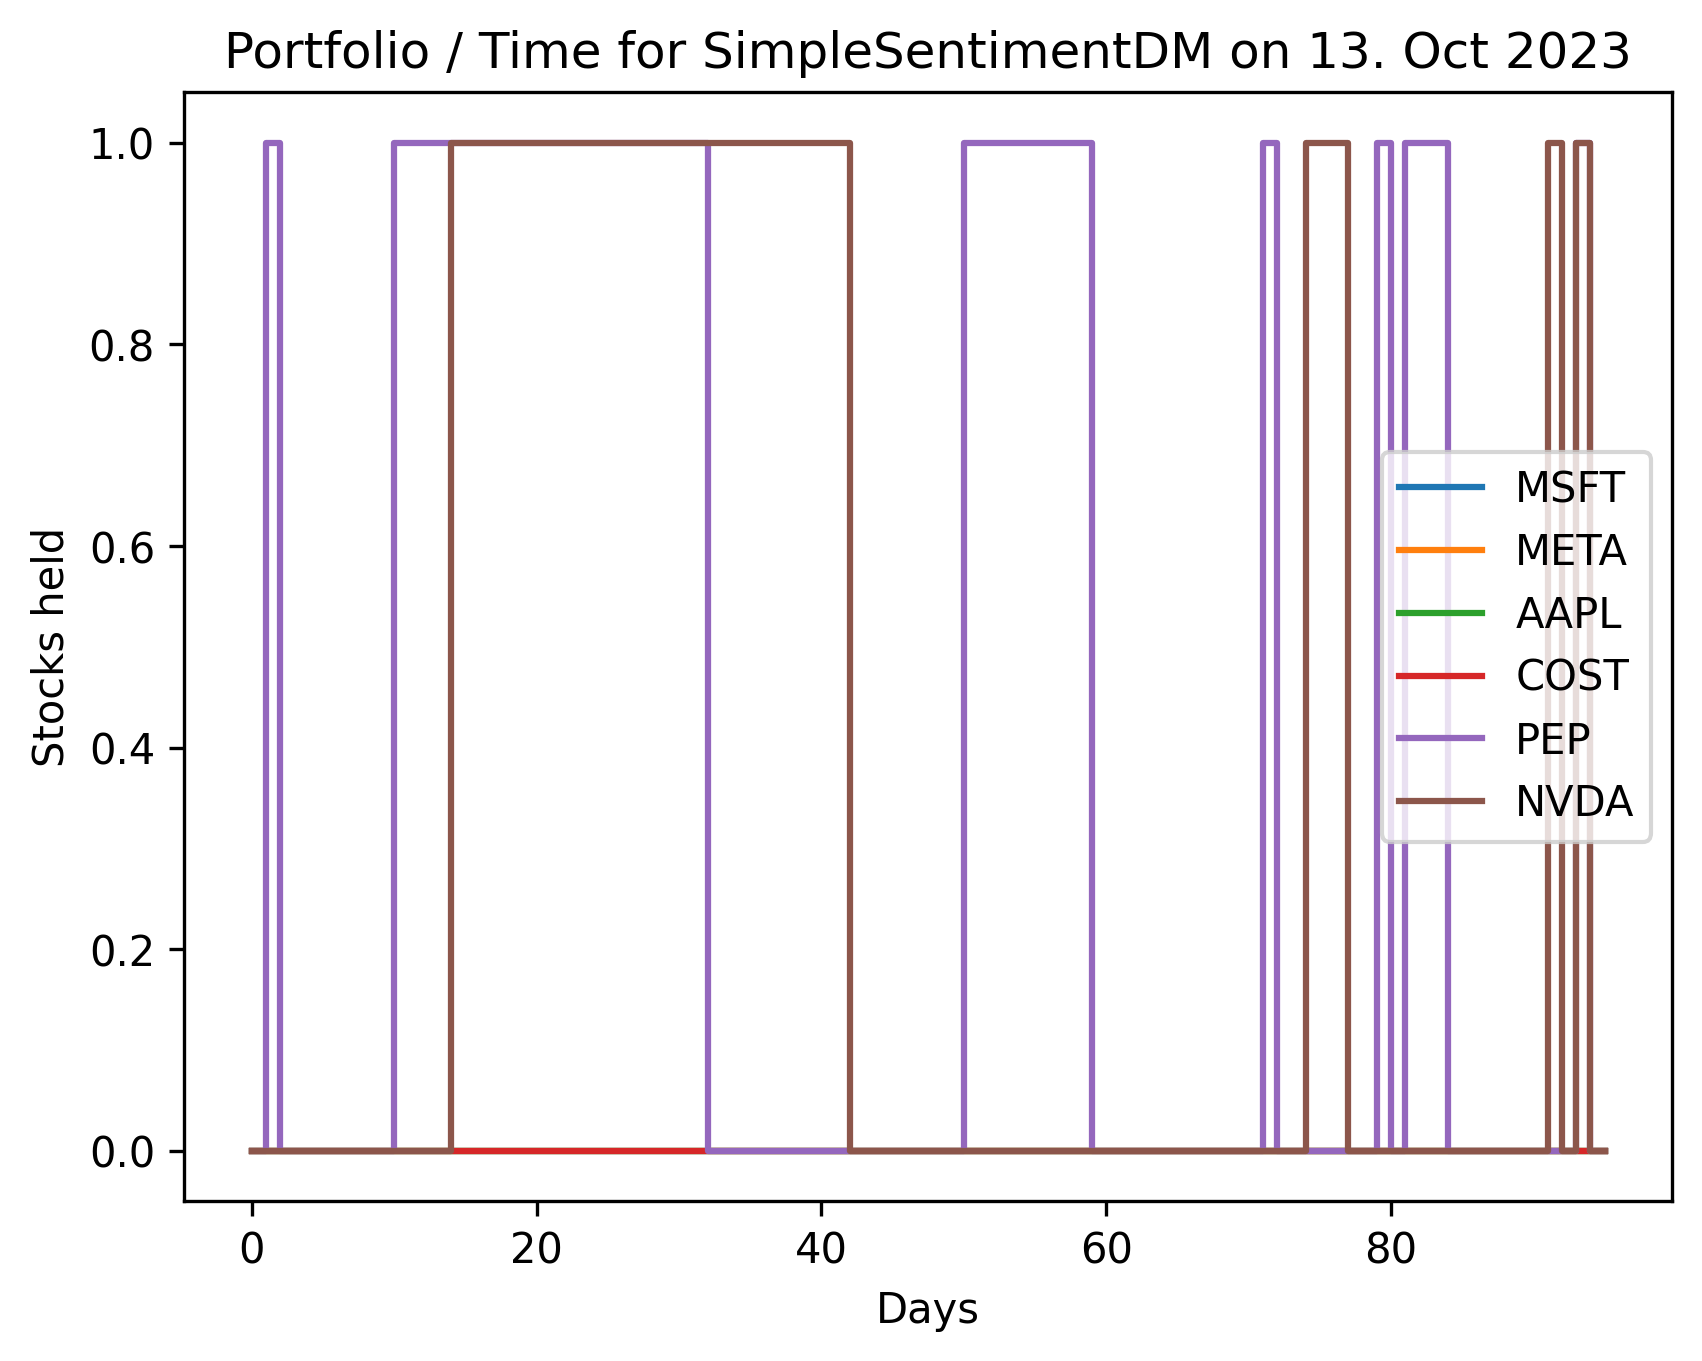 Portfolio / Time for SimpleSentimentDM on 13. Oct 2023
1.0
0.8
0.6
0.4
0.2
0.0
Stocks held
MSFT
META
AAPL
COST
PEP
NVDA
0 20 40 60 80
Days